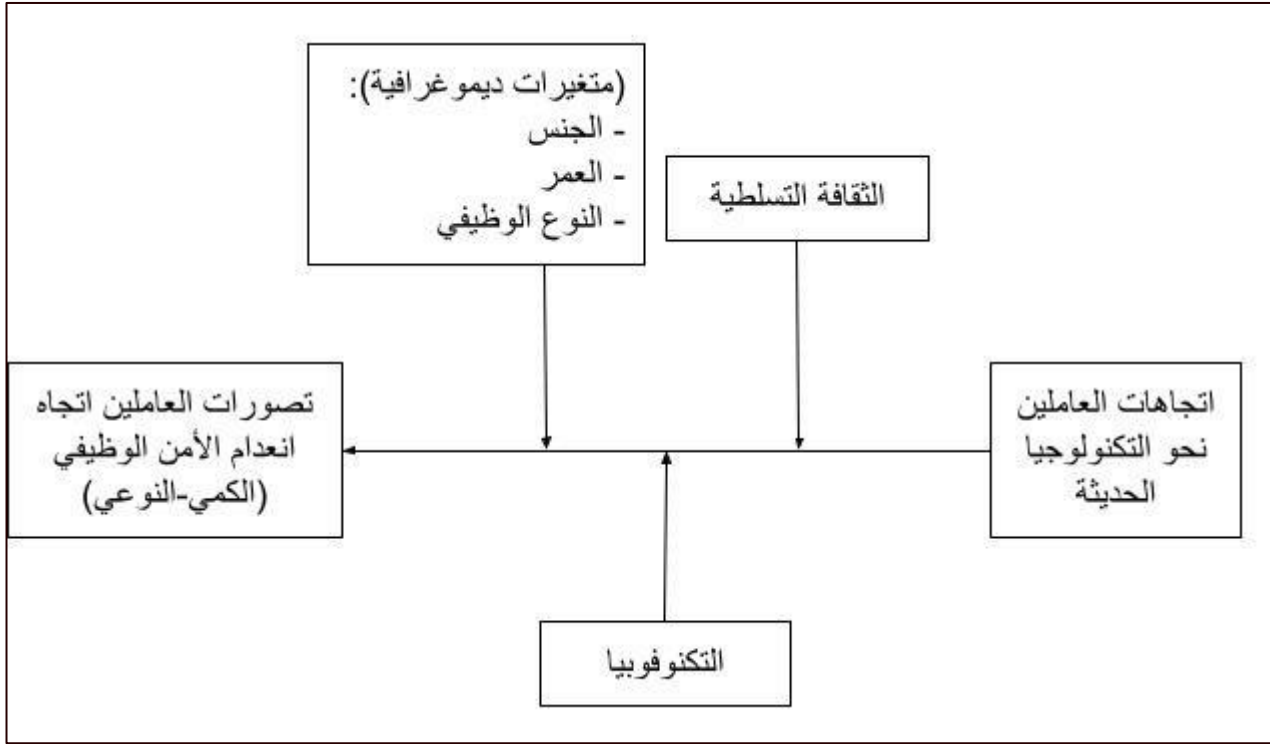 (متغيرات ديموغرافية):
- الجنس
- العمر
- النوع الوظيفي
الثقافة التسلطية
اتجاهات العاملين
نحو التكنولوجيا
الحديثة
تصورات العاملين اتجاه
انعدام الأمن الوظيفي
(الكمي-النوعي)
التكنوفوبيا